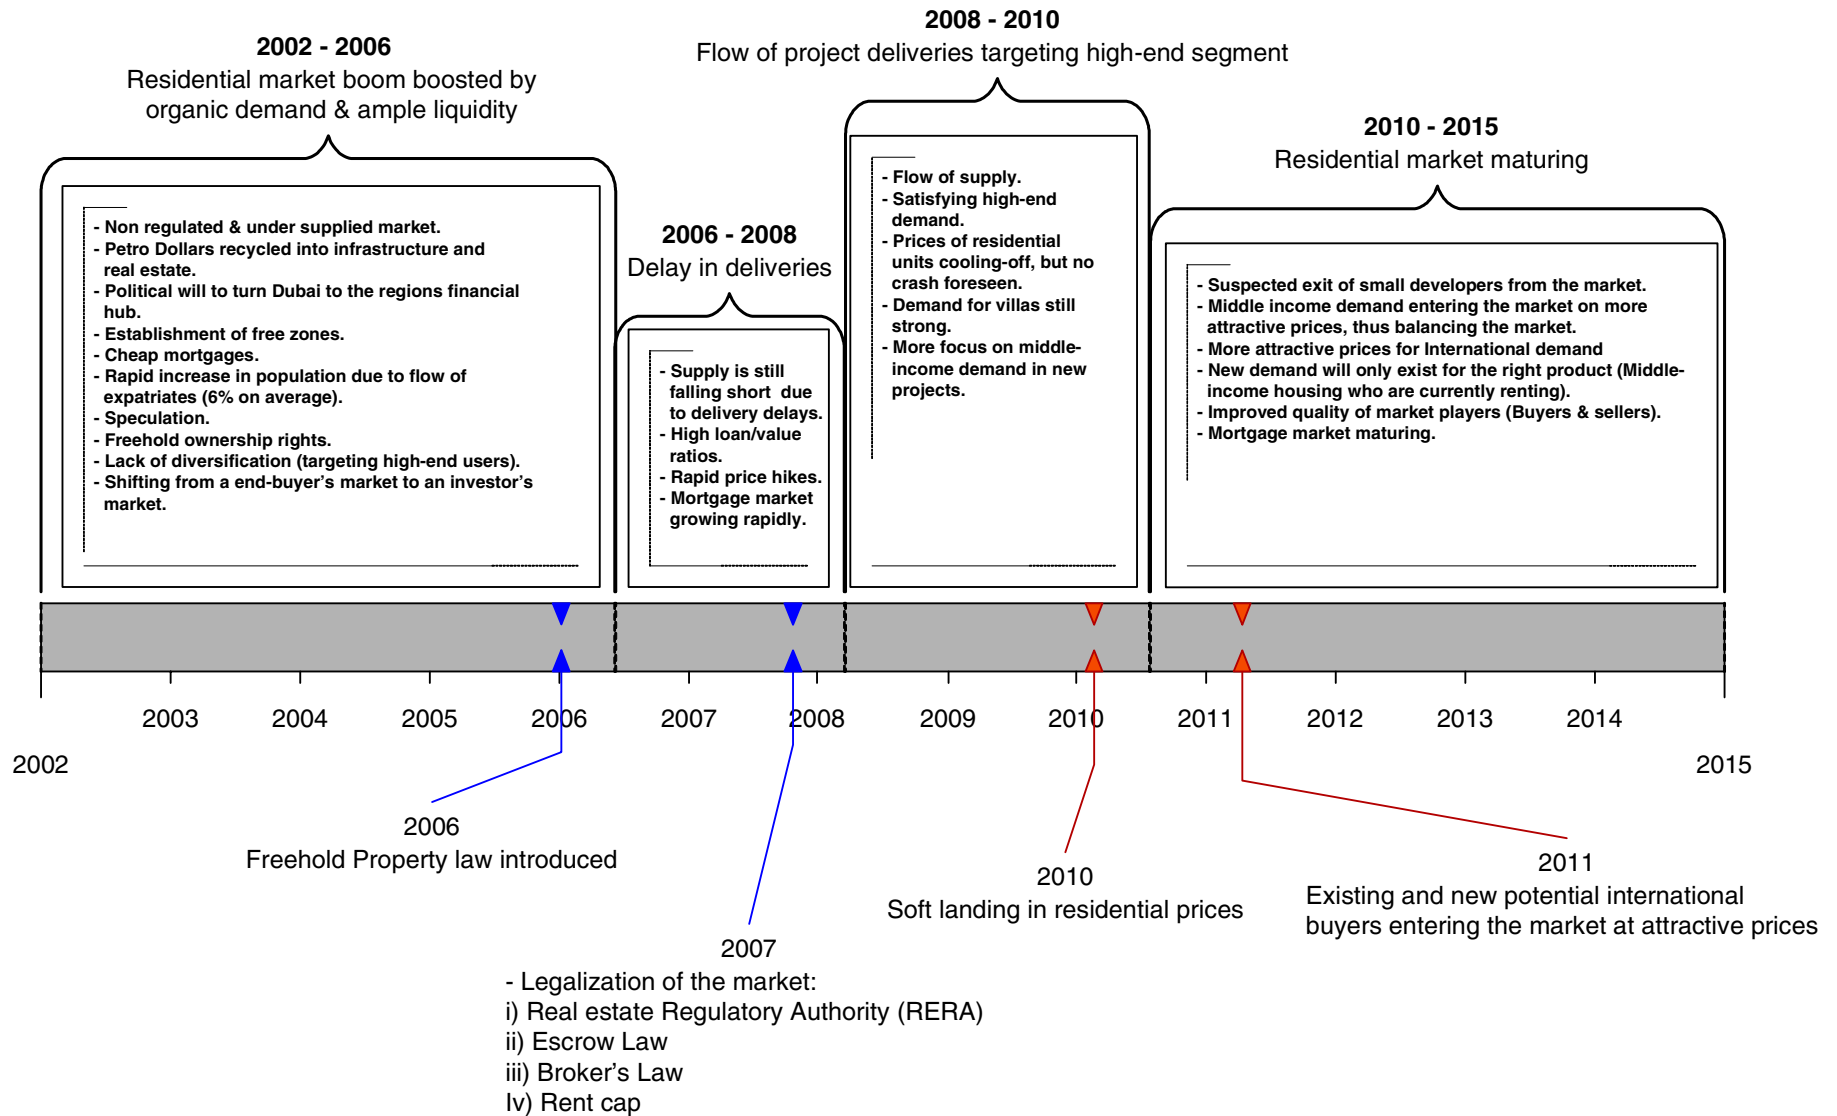 2002 - 2006
Residential market boom boosted by
organic demand & ample liquidity
- Non regulated & under supplied market.
- Petro Dollars recycled into infrastructure and
real estate.
- Political will to turn Dubai to the regions financial
hub.
- Establishment of free zones.
- Cheap mortgages.
- Rapid increase in population due to flow of
expatriates (6% on average).
- Speculation.
- Freehold ownership rights.
- Lack of diversification (targeting high-end users).
- Shifting from a end-buyer's market to an investor's
market.
2006 - 2008
Delay in deliveries
- Supply is still
falling short due
to delivery delays.
- High loan/value
ratios.
- Rapid price hikes.
- Mortgage market
growing rapidly.
2008 - 2010
Flow of project deliveries targeting high-end segment
- Flow of supply.
- Satisfying high-end
demand.
- Prices of residential
units cooling-off, but no
crash foreseen.
- Demand for villas still
strong.
- More focus on middle-
income demand in new
projects.
2010 - 2015
Residential market maturing
- Suspected exit of small developers from the market.
- Middle income demand entering the market on more
attractive prices, thus balancing the market.
- More attractive prices for International demand
- New demand will only exist for the right product (Middle-
income housing who are currently renting).
- Improved quality of market players (Buyers & sellers).
- Mortgage market maturing.
2003 2004 2005 2006 2007 2008 2009 2010 2011 2012 2013 2014
2002 2015
2006
Freehold Property law introduced
2007
- Legalization of the market:
i) Real estate Regulatory Authority (RERA)
ii) Escrow Law
iii) Broker's Law
Iv) Rent cap
2010
Soft landing in residential prices
2011
Existing and new potential international
buyers entering the market at attractive prices